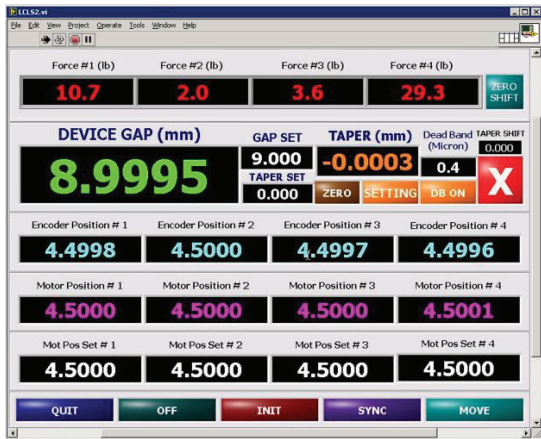 LCLS2.vi
File Edit View Project Operate Tools Window Help
Force #1 (lb) Force #2 (lb) Force #3 (lb) Force #4 (lb)
10.7 2.0 3.6 29.3 ZERO SHIFT
DEVICE GAP (mm) GAP SET TAPER (mm) Dead Band (Micron) TAPER SHIFT
8.9995 9.000 -0.0003 0.4 0.000
TAPER SET
0.000 ZERO SETTING DB ON X
Encoder Position # 1 Encoder Position # 2 Encoder Position # 3 Encoder Position # 4
4.4998 4.5000 4.4997 4.4996
Motor Position # 1 Motor Position # 2 Motor Position # 3 Motor Position # 4
4.5000 4.5000 4.5000 4.5001
Mot Pos Set # 1 Mot Pos Set # 2 Mot Pos Set # 3 Mot Pos Set # 4
4.5000 4.5000 4.5000 4.5000
QUIT OFF INIT SYNC MOVE